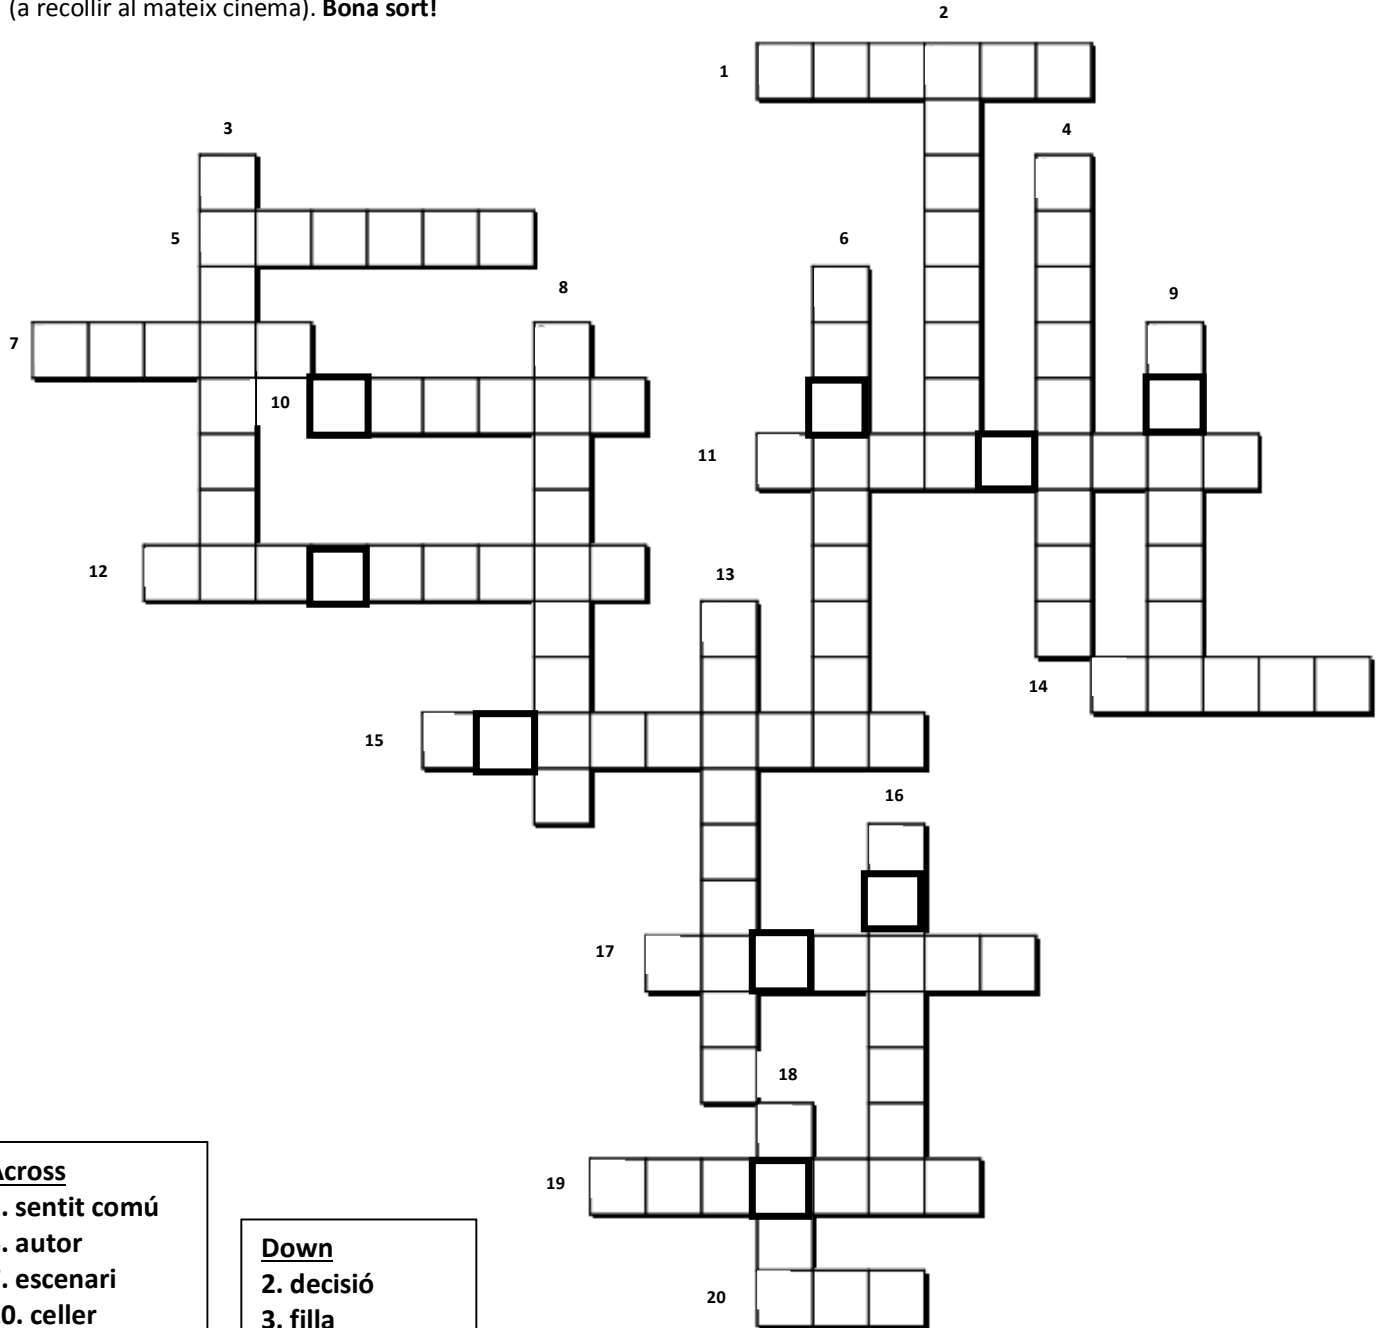 (a recollir al mateix cinema). Bona sort!
2
1
3
4
5
6
8
9
7
10
11
12
13
14
15
16
17
18
19
20
Across
. sentit comú
. autor
. escenari
0. celler
Down
2. decisió
3. filla